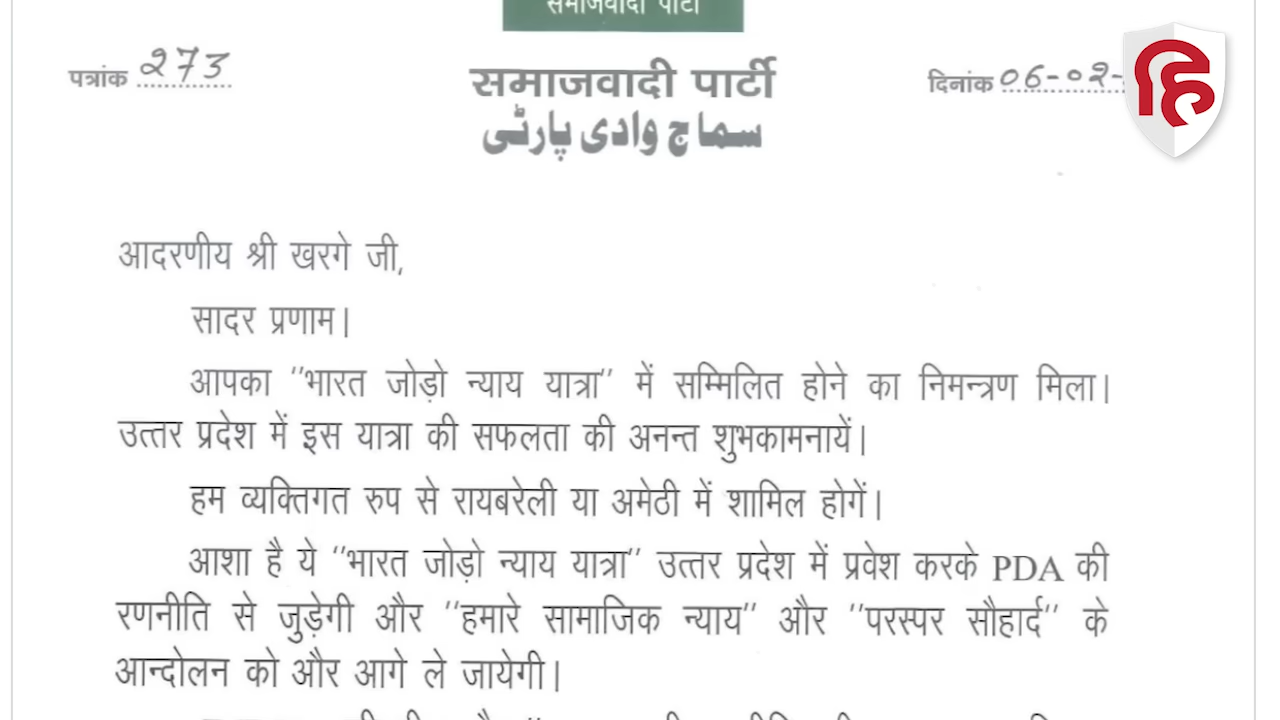 समाजवादी पार्टी
पत्रांक 273
समाजवादी पार्टी
दिनांक 06-02-
سماج وادی پارٹی
हि
आदरणीय श्री खरगे जी,
सादर प्रणाम।
आपका "भारत जोड़ो न्याय यात्रा" में सम्मिलित होने का निमन्त्रण मिला।
उत्तर प्रदेश में इस यात्रा की सफलता की अनन्त शुभकामनायें।
हम व्यक्तिगत रुप से रायबरेली या अमेठी में शामिल होगें।
आशा है ये "भारत जोड़ो न्याय यात्रा" उत्तर प्रदेश में प्रवेश करके PDA की
रणनीति से जुड़ेगी और "हमारे सामाजिक न्याय" और "परस्पर सौहार्द" के
आन्दोलन को और आगे ले जायेगी।